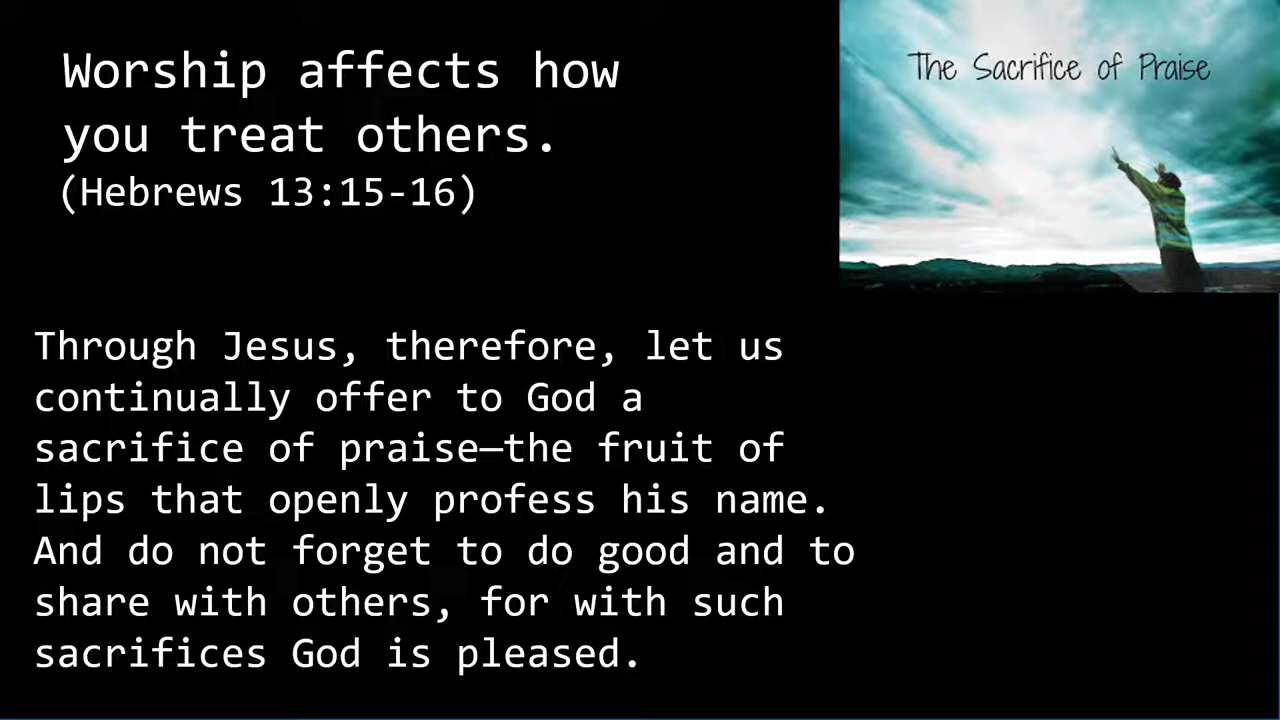 Worship affects how
you treat others.
(Hebrews 13:15-16)
The Sacrifice of Praise
Through Jesus, therefore, let us
continually offer to God a
sacrifice of praise—the fruit of
lips that openly profess his name.
And do not forget to do good and to
share with others, for with such
sacrifices God is pleased.